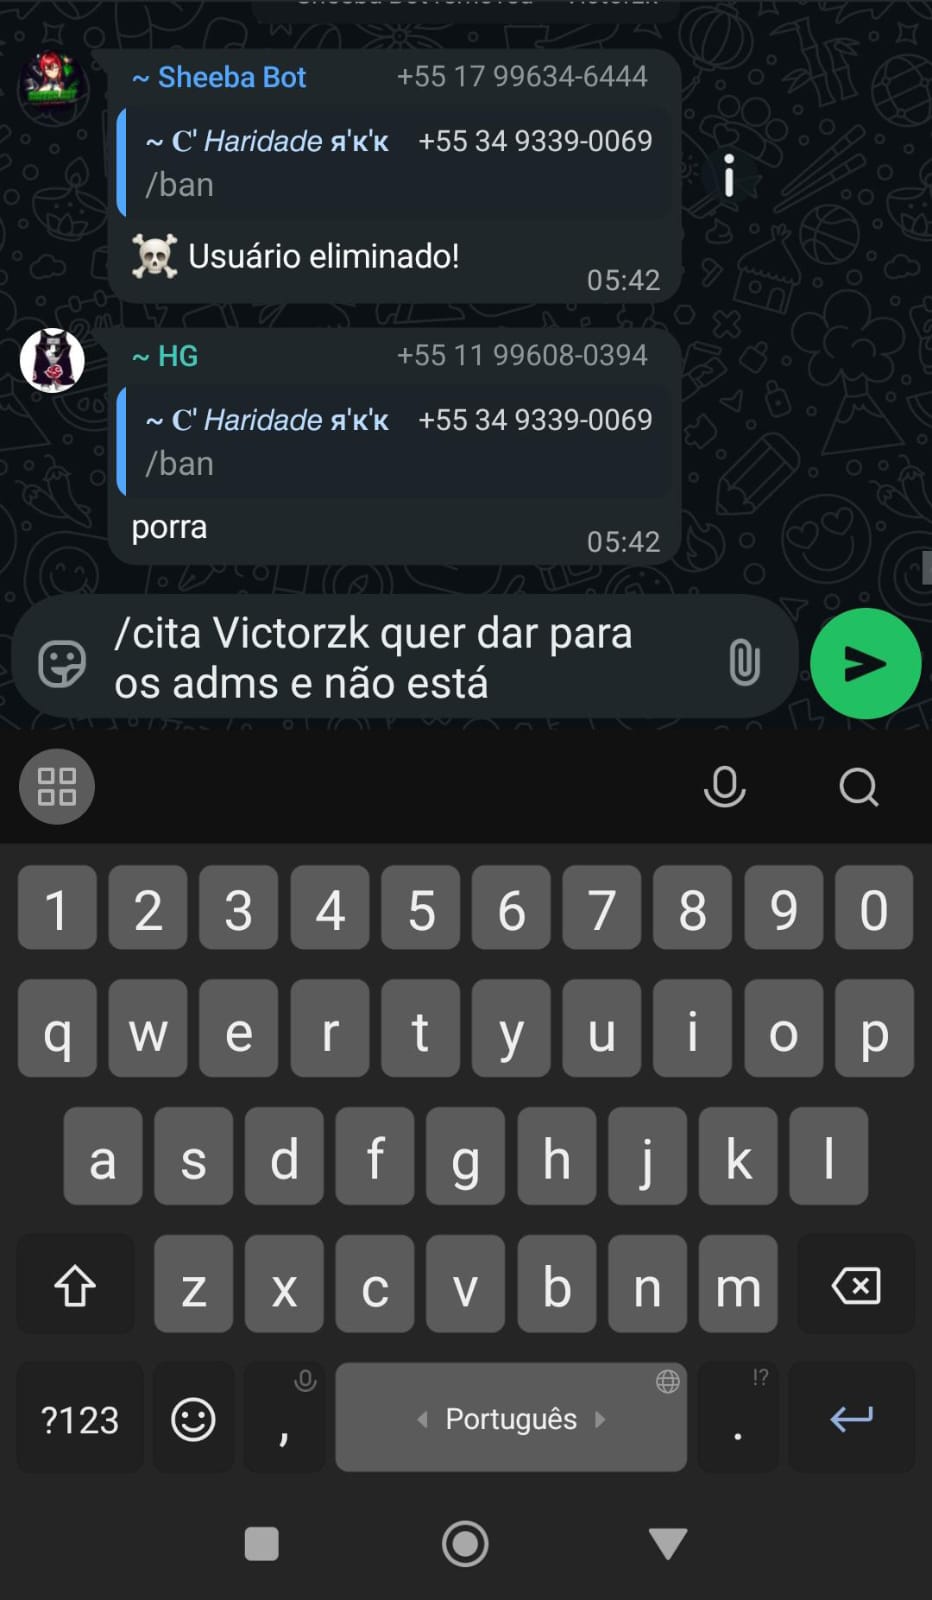 ~ Sheeba Bot +55 17 99634-6444
~ C' Haridade я'к'к +55 34 9339-0069
/ban
☠️ Usuário eliminado!
05:42
~ HG +55 11 99608-0394
~ C' Haridade я'к'к +55 34 9339-0069
/ban
porra
05:42
/cita Victorzk quer dar para
os adms e não está
1 2 3 4 5 6 7 8 9 0
q w e r t y u i o p
a s d f g h j k l
z x c v b n m
!?
?123 , Português .